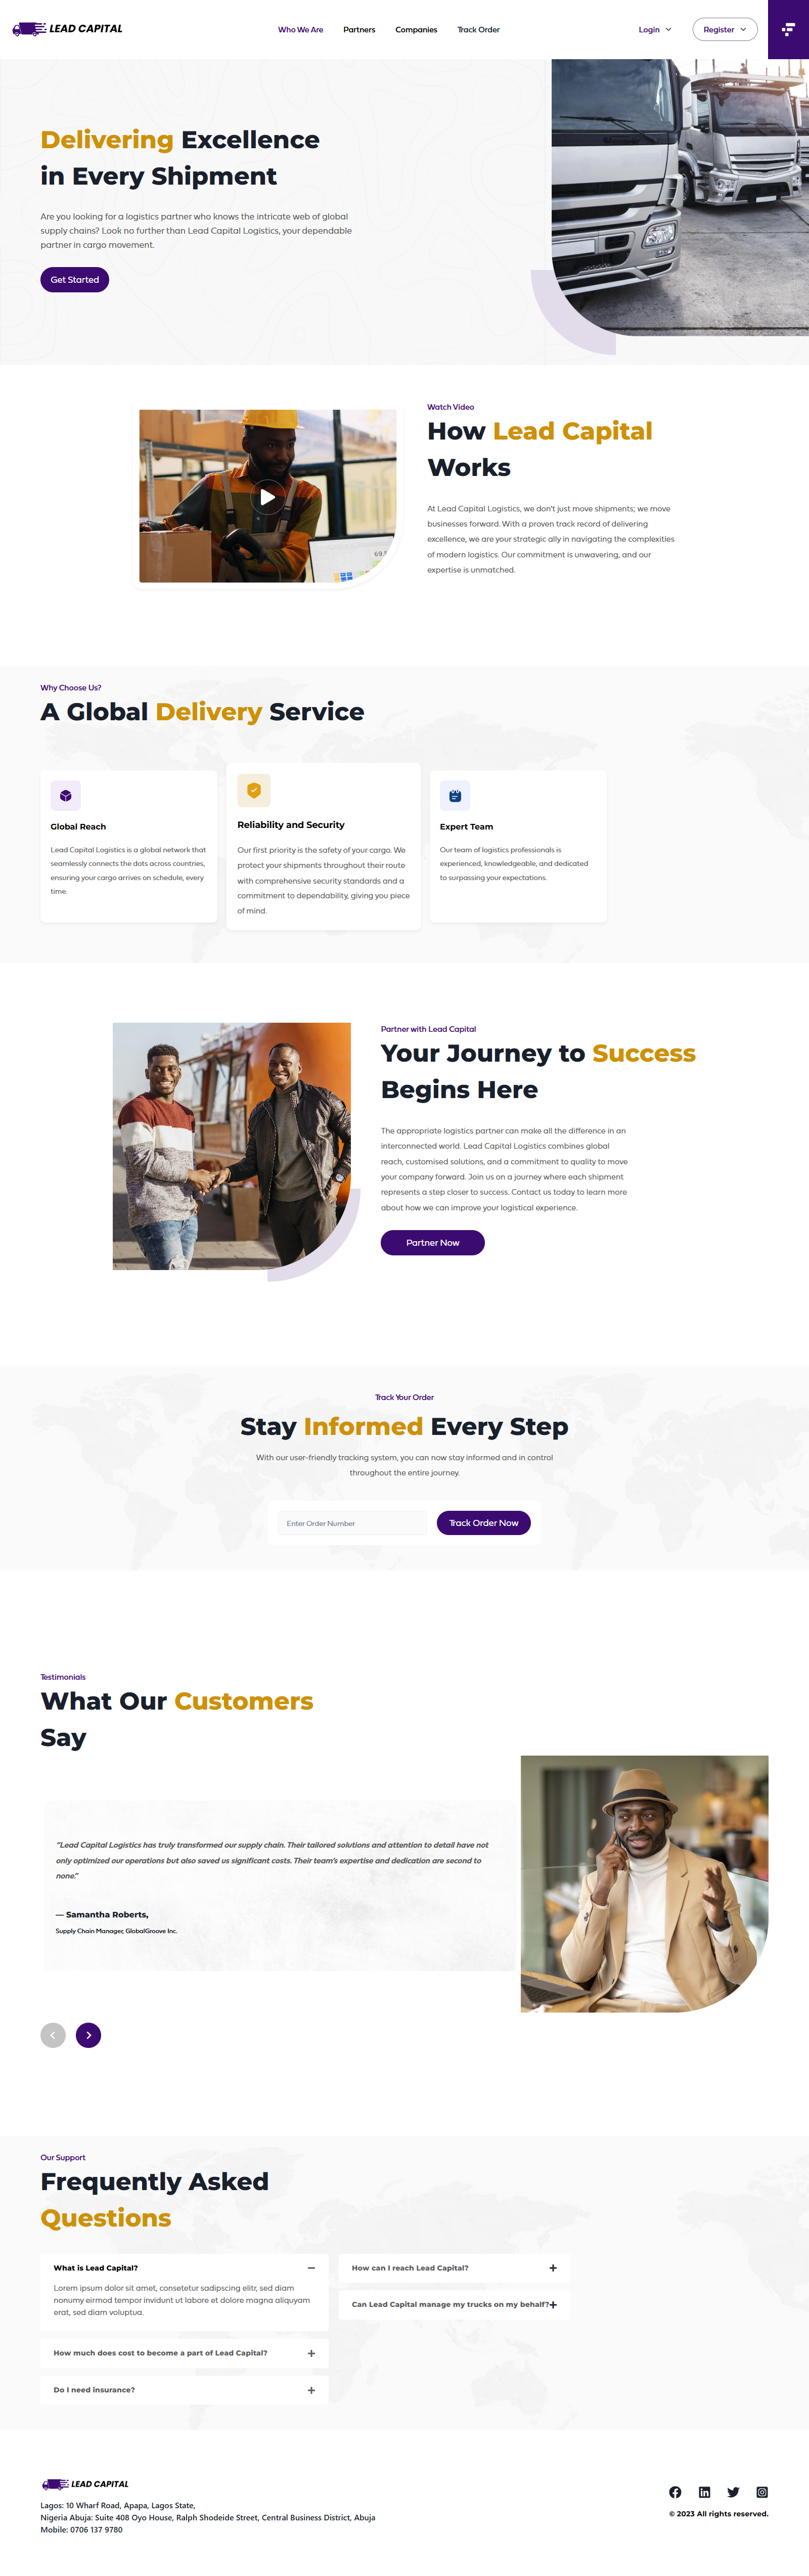 LEAD CAPITAL
Who We Are
Partners
Companies
Track Order
Login
Register
Delivering Excellence
in Every Shipment
Are you looking for a logistics partner who knows the intricate web of global
supply chains? Look no further than Lead Capital Logistics, your dependable
partner in cargo movement.
Get Started
Watch Video
How Lead Capital
Works
At Lead Capital Logistics, we don't just move shipments; we move
businesses forward. With a proven track record of delivering
excellence, we are your strategic ally in navigating the complexities
of modern logistics. Our commitment is unwavering, and our
expertise is unmatched.
Why Choose Us?
A Global Delivery Service
Global Reach
Lead Capital Logistics is a global network that
seamlessly connects the dots across countries,
ensuring your cargo arrives on schedule, every
time.
Reliability and Security
Our first priority is the safety of your cargo. We
protect your shipments throughout their route
with comprehensive security standards and a
commitment to dependability, giving you piece
of mind.
Expert Team
Our team of logistics professionals is
experienced, knowledgeable, and dedicated
to surpassing your expectations.
Partner with Lead Capital
Your Journey to Success
Begins Here
The appropriate logistics partner can make all the difference in an
interconnected world. Lead Capital Logistics combines global
reach, customised solutions, and a commitment to quality to move
your company forward. Join us on a journey where each shipment
represents a step closer to success. Contact us today to learn more
about how we can improve your logistical experience.
Partner Now
Track Your Order
Stay Informed Every Step
With our user-friendly tracking system, you can now stay informed and in control
throughout the entire journey.
Enter Order Number
Track Order Now
Testimonials
What Our Customers
Say
"Lead Capital Logistics has truly transformed our supply chain. Their tailored solutions and attention to detail have not
only optimized our operations but also saved us significant costs. Their team's expertise and dedication are second to
none."
— Samantha Roberts,
Supply Chain Manager, GlobalGroove Inc.
Our Support
Frequently Asked
Questions
What is Lead Capital?
Lorem ipsum dolor sit amet, consetetur sadipscing elitr, sed diam
nonumy eirmod tempor invidunt ut labore et dolore magna aliquyam
erat, sed diam voluptua.
How much does cost to become a part of Lead Capital?
Do I need insurance?
How can I reach Lead Capital?
Can Lead Capital manage my trucks on my behalf?
LEAD CAPITAL
Lagos: 10 Wharf Road, Apapa, Lagos State,
Nigeria Abuja: Suite 408 Oyo House, Ralph Shodeide Street, Central Business District, Abuja
Mobile: 0706 137 9780
© 2023 All rights reserved.